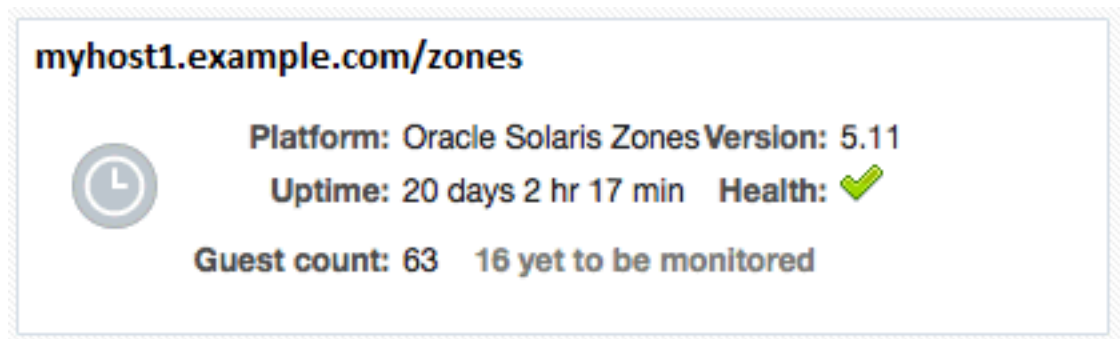 myhost1.example.com/zones
Platform: Oracle Solaris Zones Version: 5.11
Uptime: 20 days 2 hr 17 min Health:
Guest count: 63 16 yet to be monitored